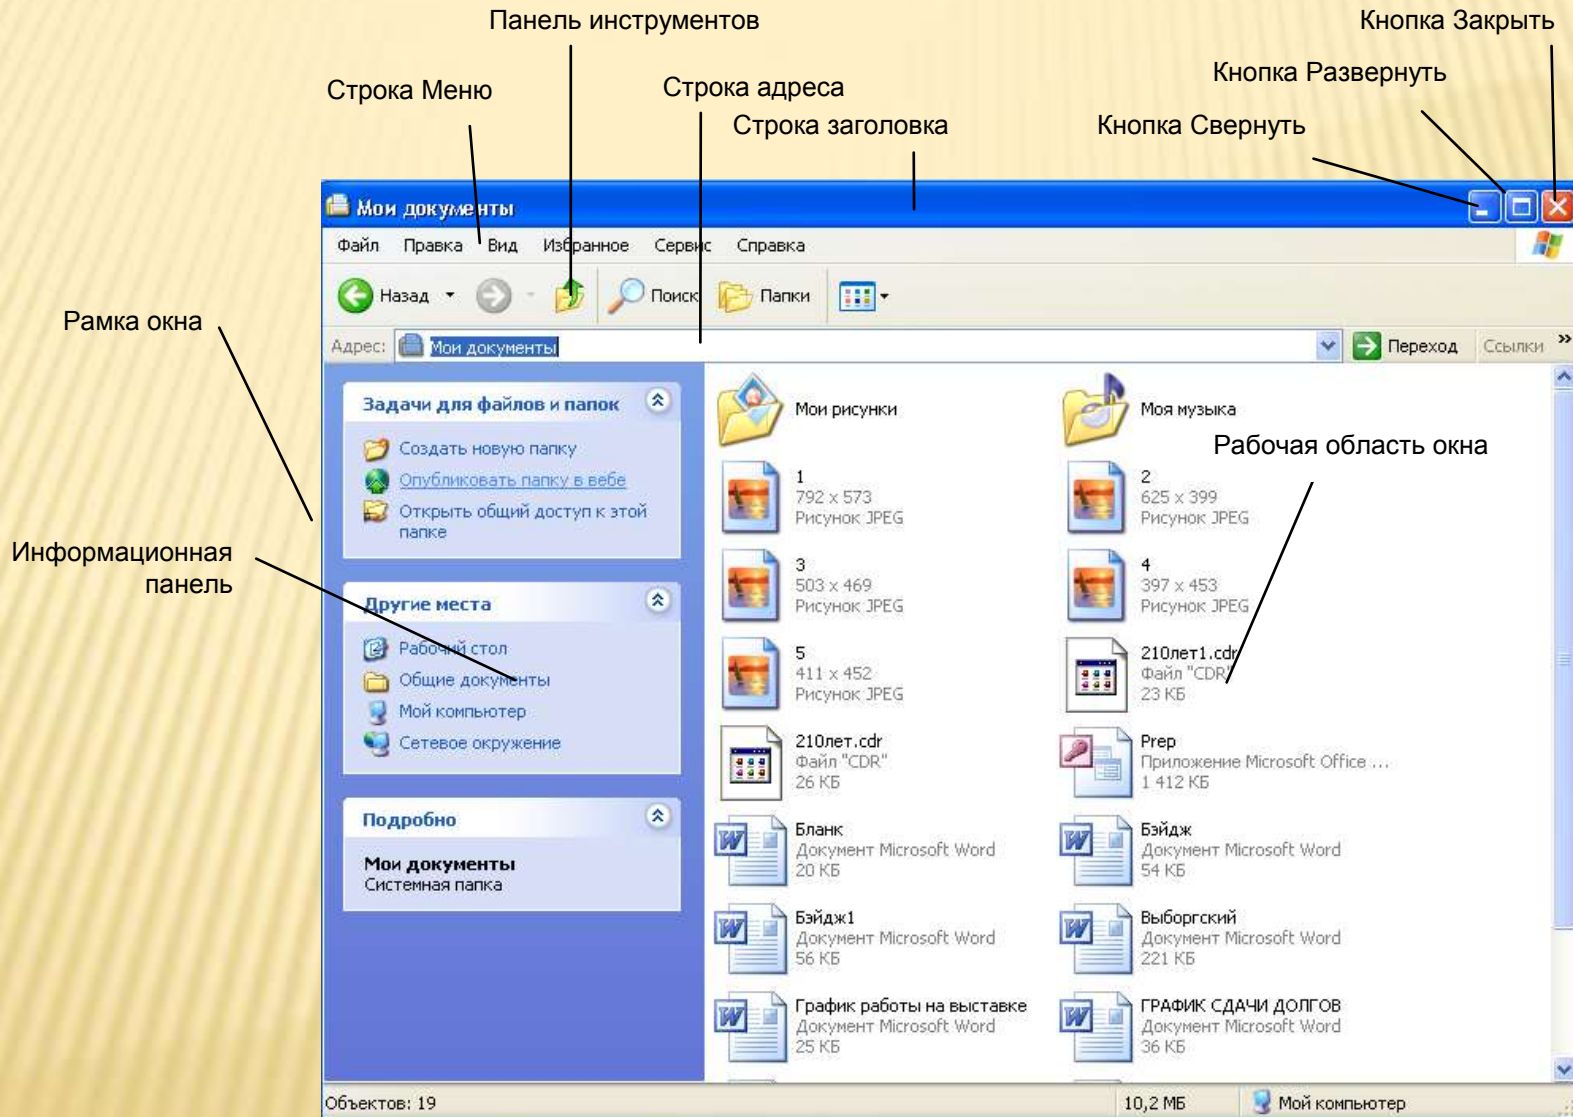 Панель инструментов
Кнопка Закрыть
Строка Меню
Строка адреса
Кнопка Развернуть
Строка заголовка
Кнопка Свернуть
Мои документы
Файл Правка Вид Избранное Сервис Справка
Назад Поиск Папки
Рамка окна
Адрес: Мои документы Переход Ссылки »
Задачи для файлов и папок
Создать новую папку
Опубликовать папку в вебе
Открыть общий доступ к этой
папке
Информационная
панель
Другие места
Рабочий стол
Общие документы
Мой компьютер
Сетевое окружение
Подробно
Мои документы
Системная папка
Мои рисунки
Моя музыка
Рабочая область окна
1
792 x 573
Рисунок JPEG
2
625 x 399
Рисунок JPEG
3
503 x 469
Рисунок JPEG
4
397 x 453
Рисунок JPEG
5
411 x 452
Рисунок JPEG
210лет1.cdr
Файл "CDR"
23 КБ
210лет.cdr
Файл "CDR"
26 КБ
Prep
Приложение Microsoft Office ...
1 412 КБ
Бланк
Документ Microsoft Word
20 КБ
Бэйдж
Документ Microsoft Word
54 КБ
Бэйдж1
Документ Microsoft Word
56 КБ
Выборгский
Документ Microsoft Word
221 КБ
График работы на выставке
Документ Microsoft Word
25 КБ
ГРАФИК СДАЧИ ДОЛГОВ
Документ Microsoft Word
36 КБ
Объектов: 19
10,2 МБ
Мой компьютер